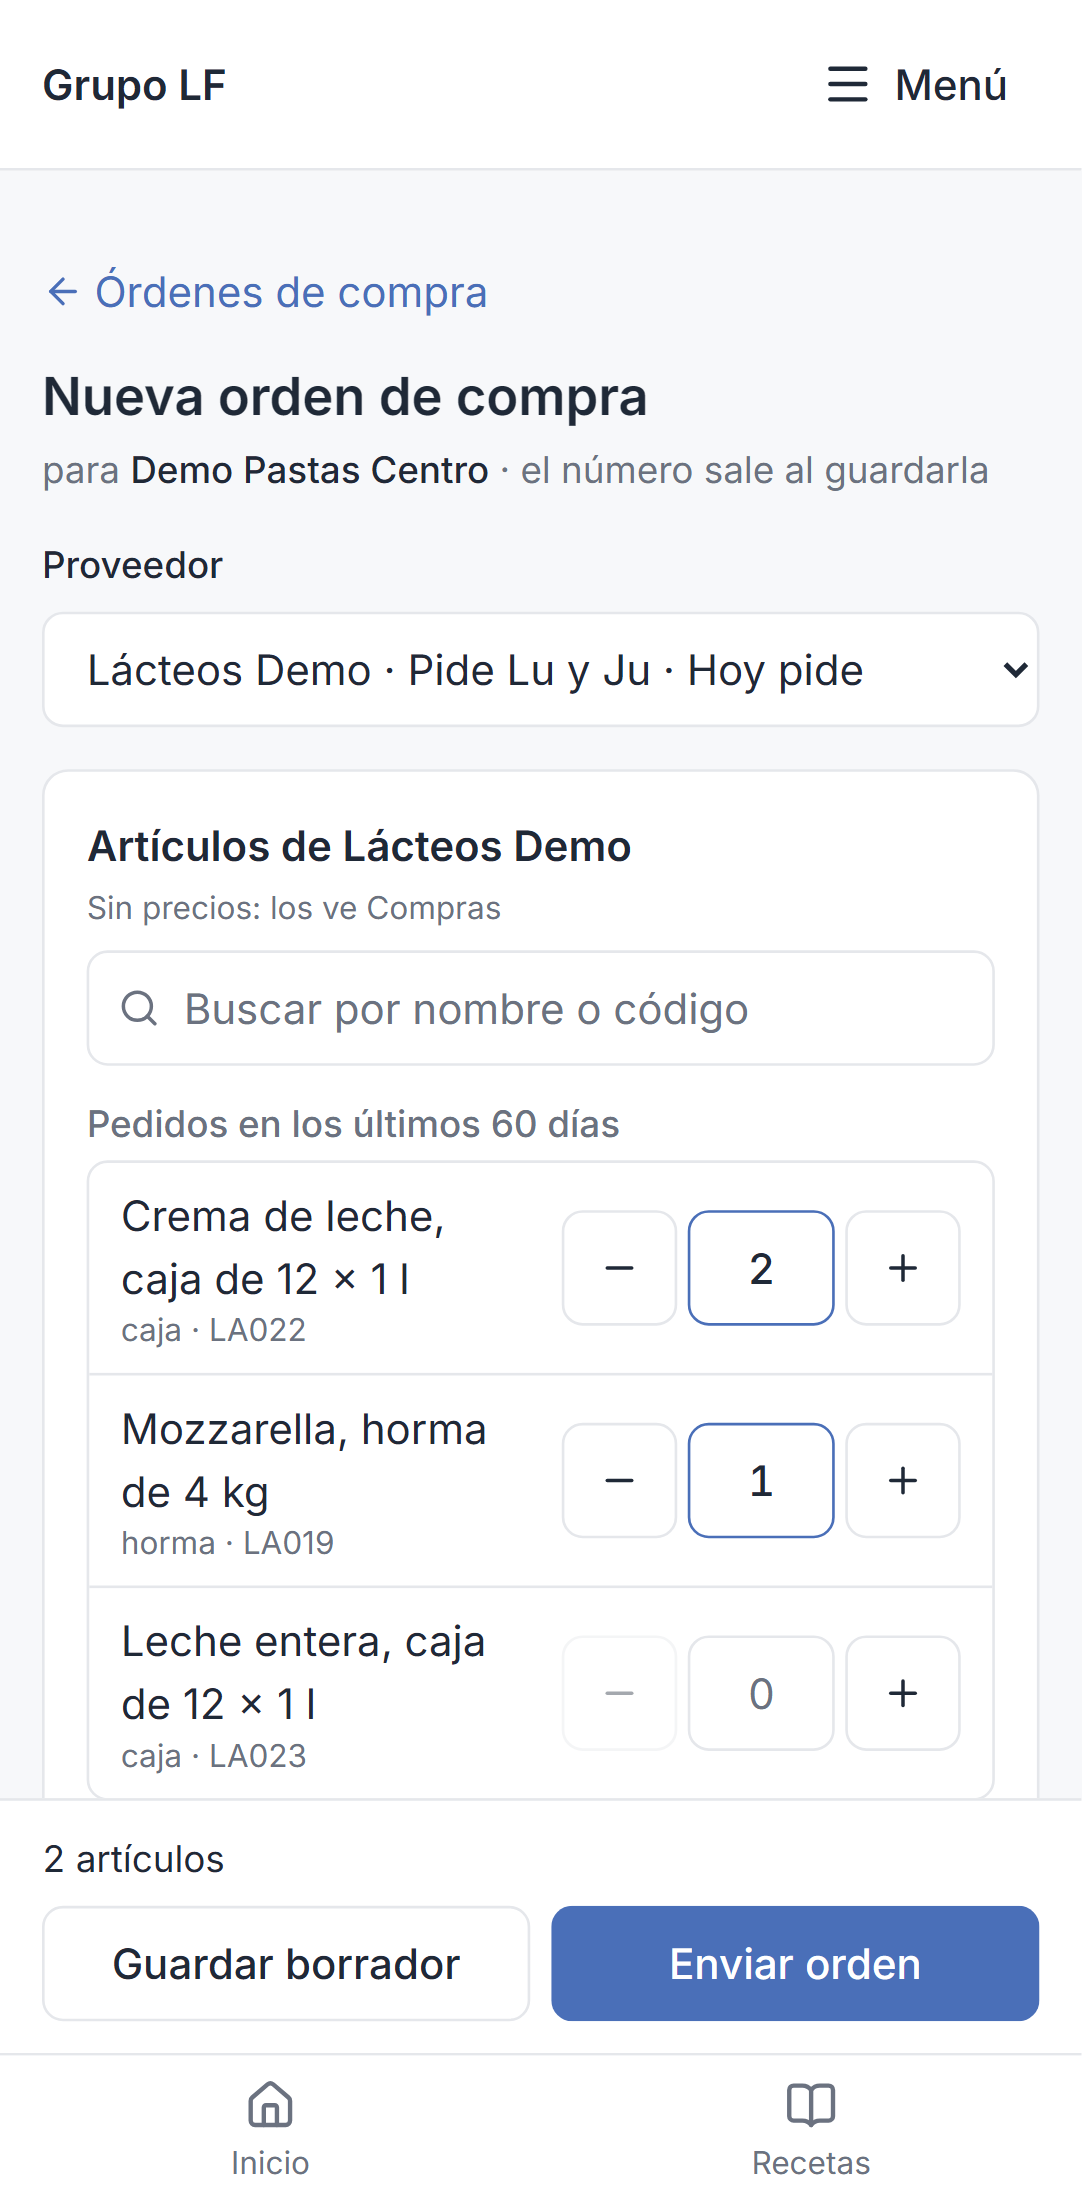 Grupo LF
Menú
Órdenes de compra
Nueva orden de compra
para Demo Pastas Centro · el número sale al guardarla
Proveedor
Lácteos Demo · Pide Lu y Ju · Hoy pide
Artículos de Lácteos Demo
Sin precios: los ve Compras
Buscar por nombre o código
Pedidos en los últimos 60 días
Crema de leche,
caja de 12 × 1 l
caja · LA022
2
Mozzarella, horma
de 4 kg
horma · LA019
1
Leche entera, caja
de 12 × 1 l
caja · LA023
0
2 artículos
Guardar borrador
Enviar orden
Inicio
Recetas